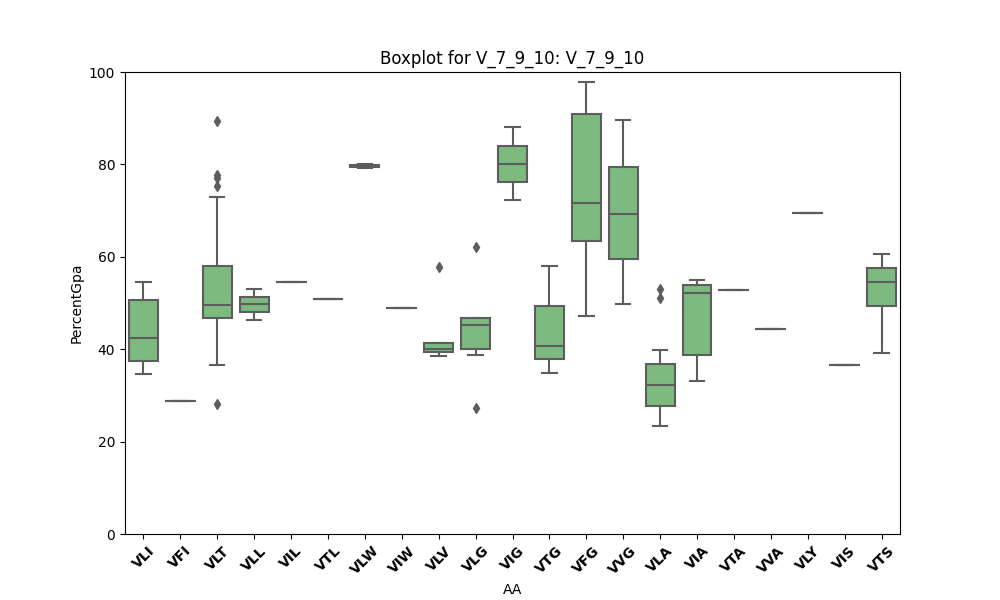 Boxplot for V_7_9_10: V_7_9_10
100
80
60
40
20
0
PercentGpa
VLI VFI VLT VLL VIL VTL VLW VIW VLV VLG VIG VTG VFG VVG VLA VIA VTA VVA VLY VIS VTS
AA